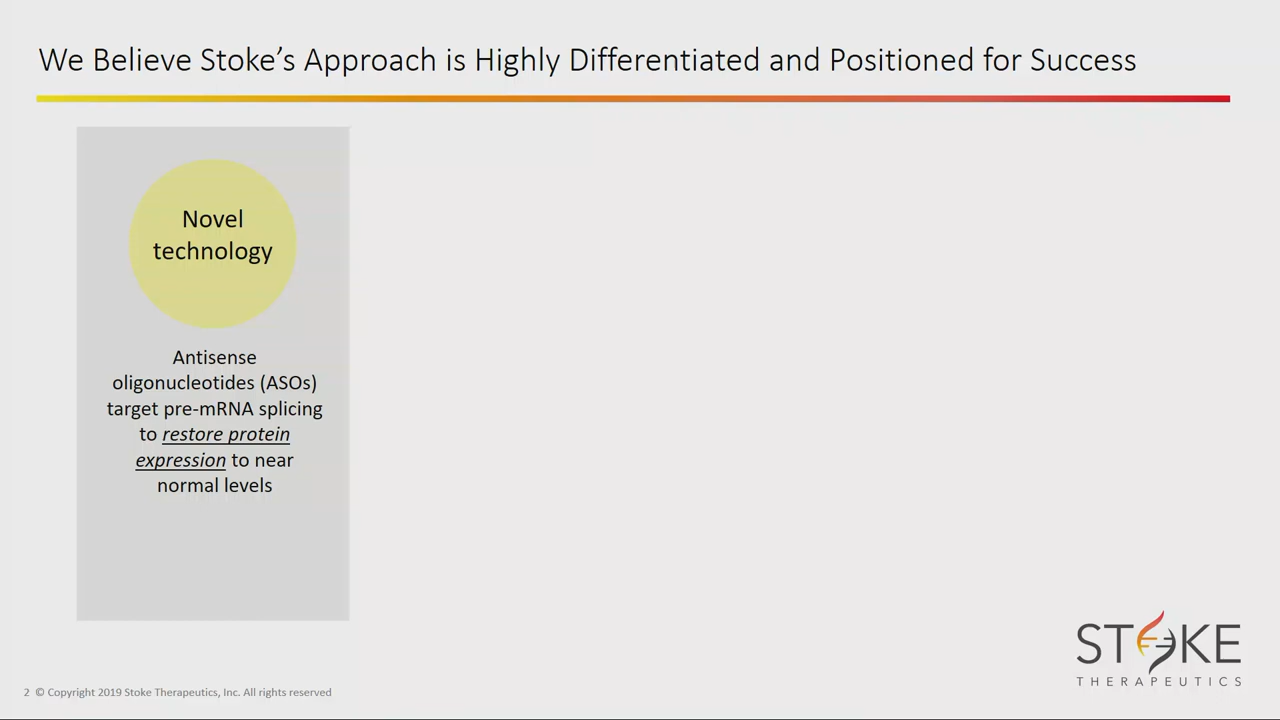 We Believe Stoke's Approach is Highly Differentiated and Positioned for Success
Novel
technology
Antisense
oligonucleotides (ASOs)
target pre-mRNA splicing
to restore protein
expression to near
normal levels
STOKE
THERAPEUTICS
2 © Copyright 2019 Stoke Therapeutics, Inc. All rights reserved